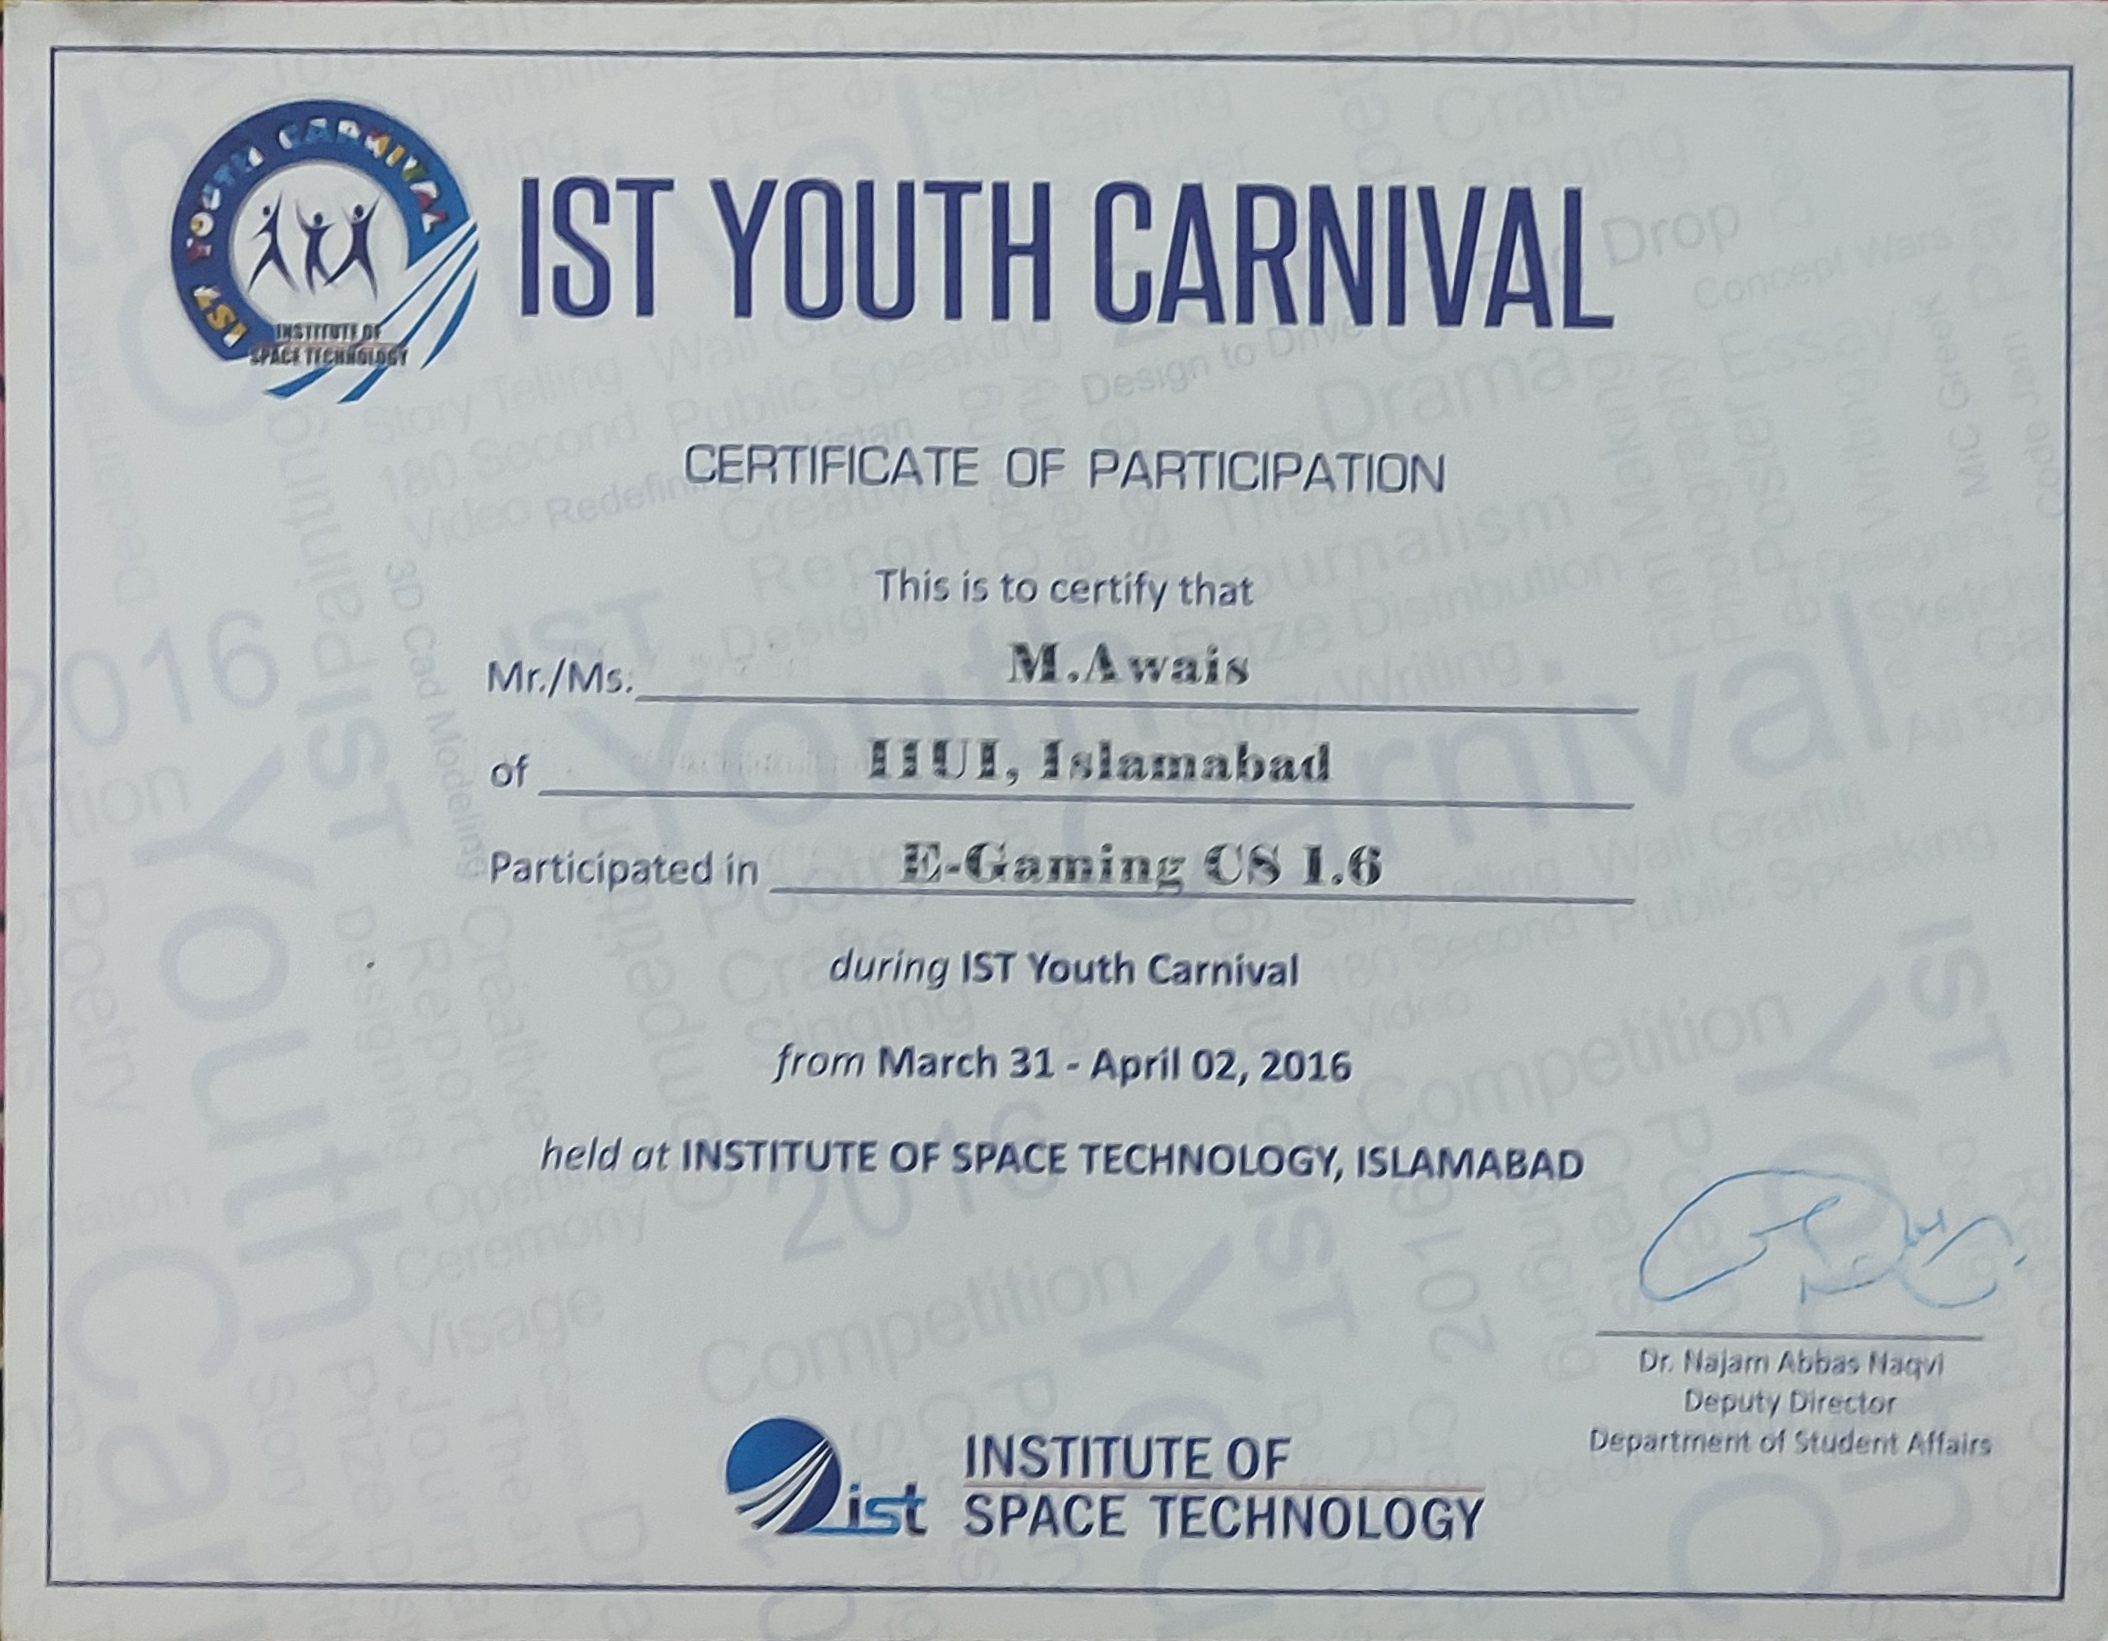 IST YOUTH CARNIVAL
INSTITUTE OF
SPACE TECHNOLOGY
IST YOUTH CARNIVAL
CERTIFICATE OF PARTICIPATION
This is to certify that
Mr./Ms. M.Awais
of IIUI, Islamabad
Participated in E-Gaming CS 1.6
during IST Youth Carnival
from March 31 - April 02, 2016
held at INSTITUTE OF SPACE TECHNOLOGY, ISLAMABAD
Dr. Najam Abbas Naqvi
Deputy Director
Department of Student Affairs
ist
INSTITUTE OF
SPACE TECHNOLOGY